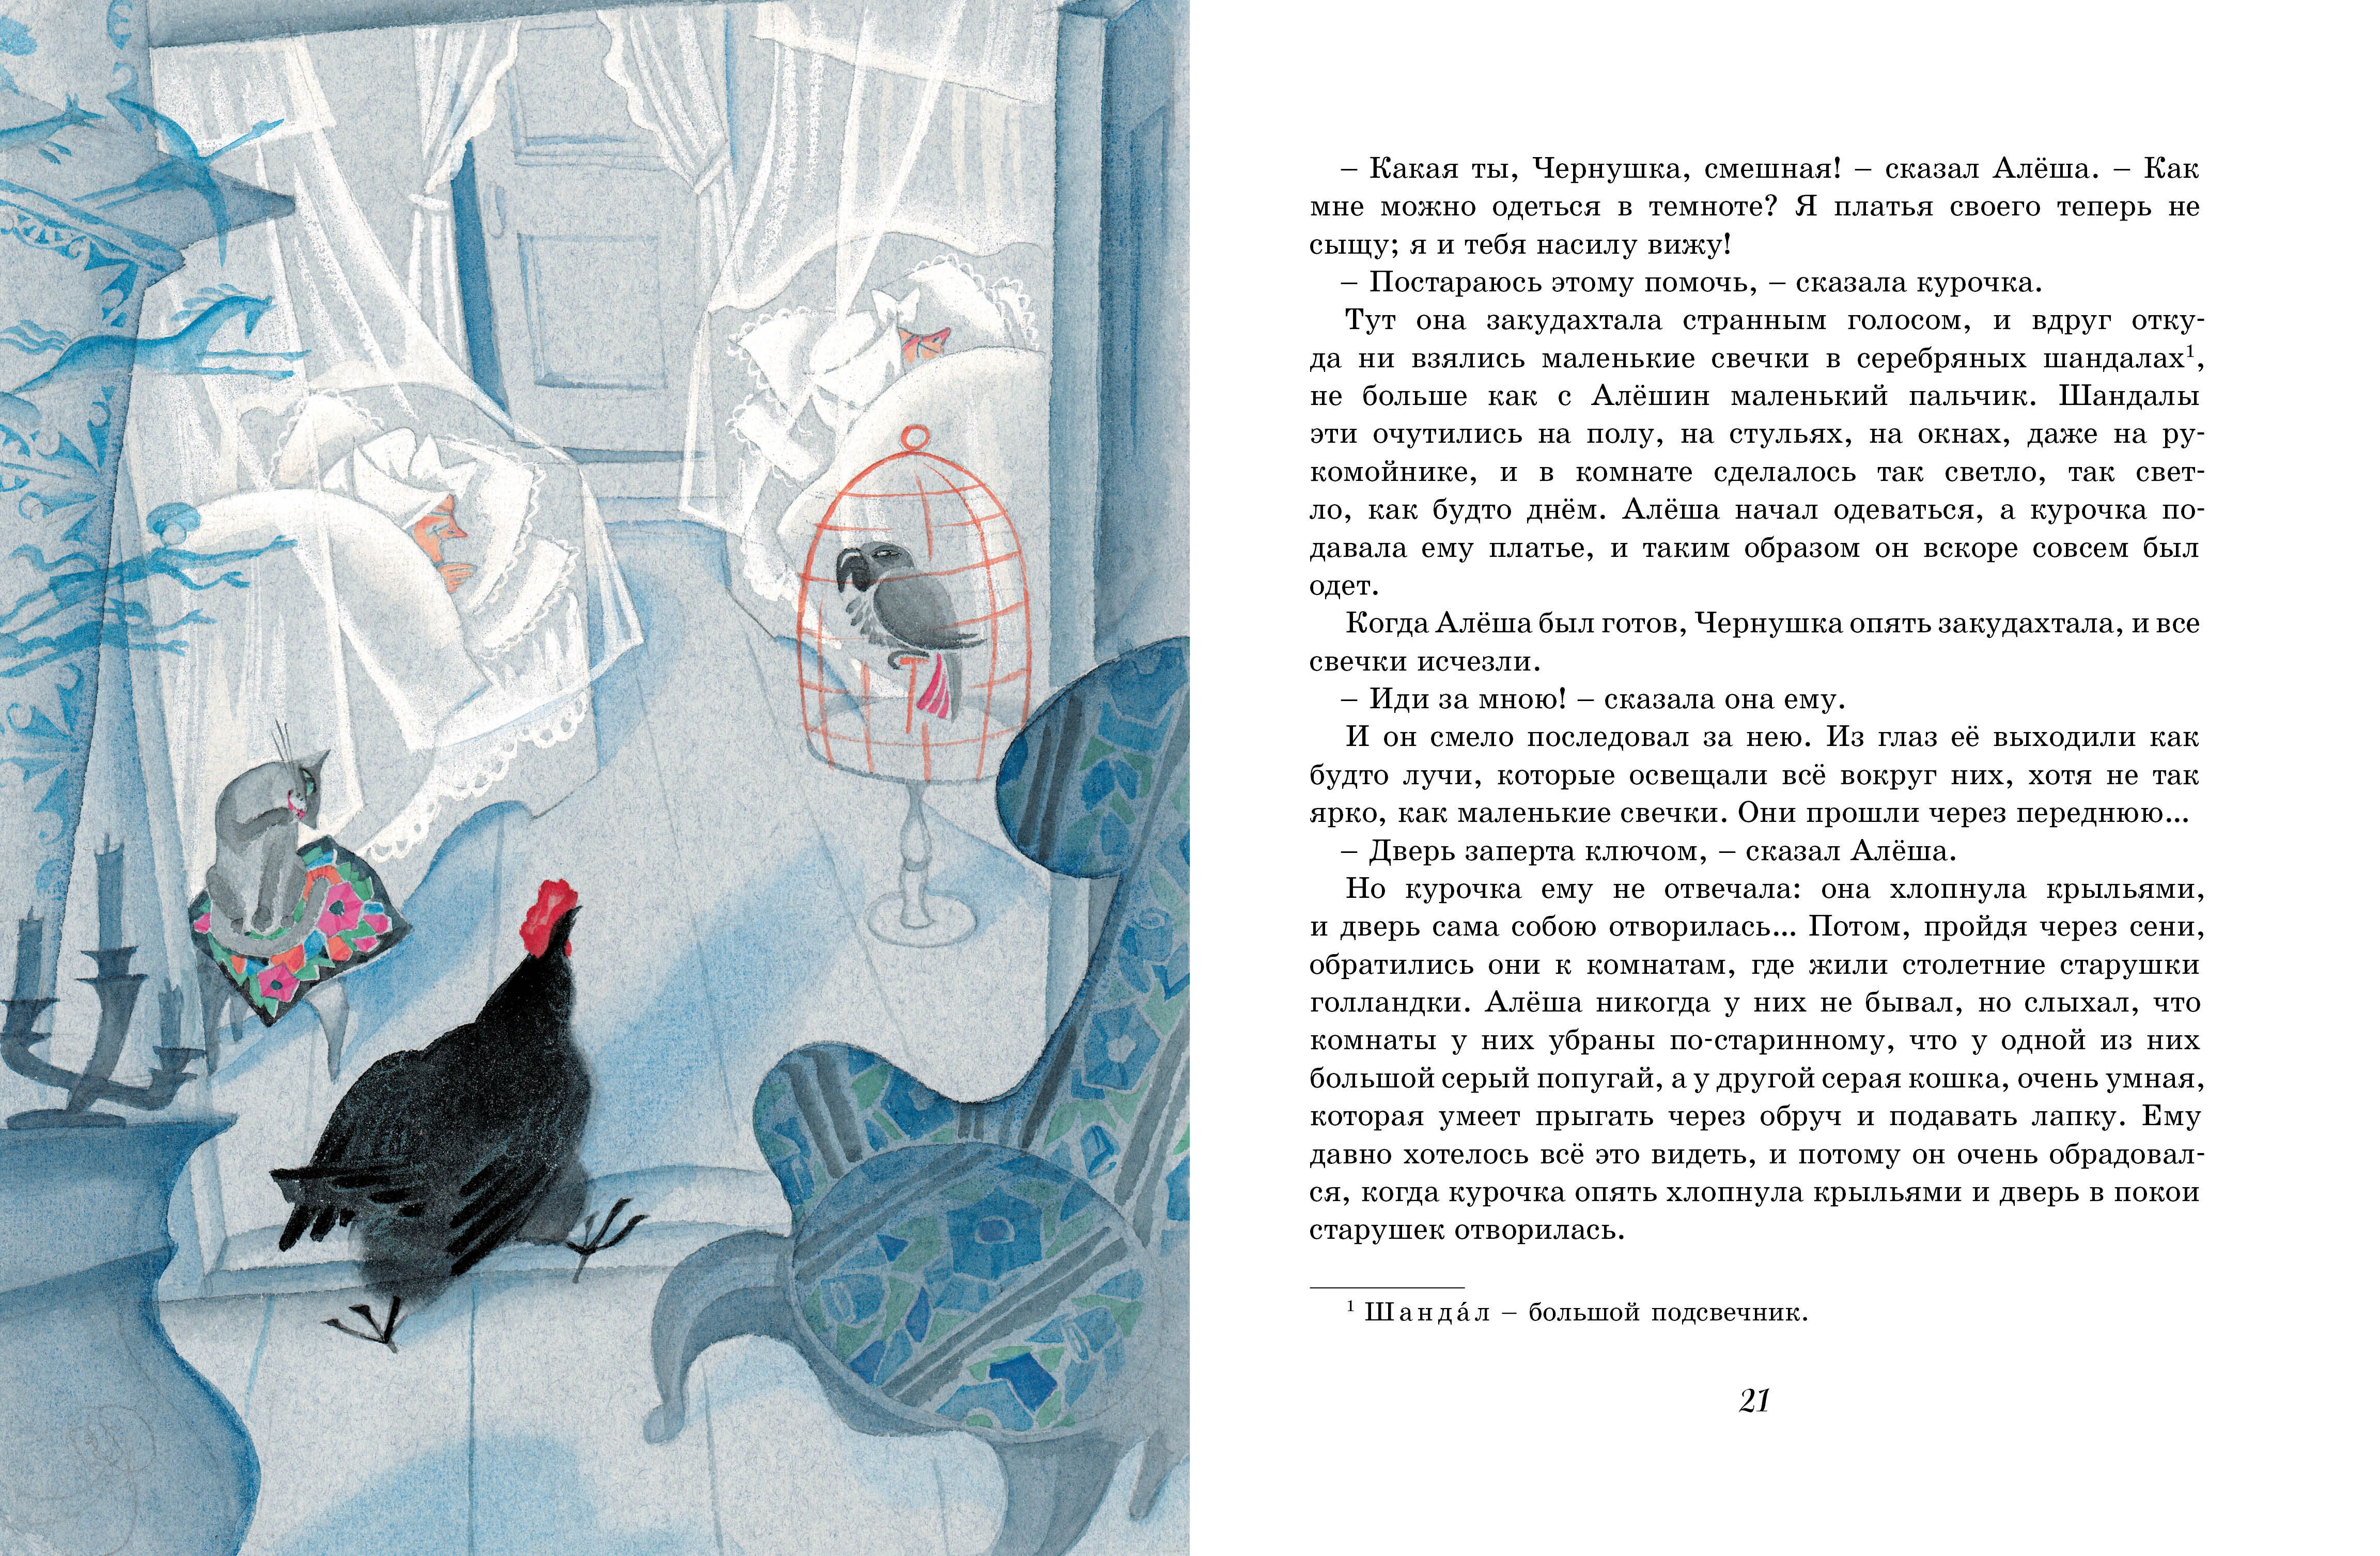 – Какая ты, Чернушка, смешная! – сказал Алёша. – Как
мне можно одеться в темноте? Я платья своего теперь не
сыщу; я и тебя насилу вижу!
– Постараюсь этому помочь, – сказала курочка.
Тут она закудахтала странным голосом, и вдруг отку-
да ни взялись маленькие свечки в серебряных шандалах¹,
не больше как с Алёшин маленький пальчик. Шандалы
эти очутились на полу, на стульях, на окнах, даже на ру-
комойнике, и в комнате сделалось так светло, так свет-
ло, как будто днём. Алёша начал одеваться, а курочка по-
давала ему платье, и таким образом он вскоре совсем был
одет.
Когда Алёша был готов, Чернушка опять закудахтала, и все
свечки исчезли.
– Иди за мною! – сказала она ему.
И он смело последовал за нею. Из глаз её выходили как
будто лучи, которые освещали всё вокруг них, хотя не так
ярко, как маленькие свечки. Они прошли через переднюю...
– Дверь заперта ключом, – сказал Алёша.
Но курочка ему не отвечала: она хлопнула крыльями,
и дверь сама собою отворилась... Потом, пройдя через сени,
обратились они к комнатам, где жили столетние старушки
голландки. Алёша никогда у них не бывал, но слыхал, что
комнаты у них убраны по-старинному, что у одной из них
большой серый попугай, а у другой серая кошка, очень умная,
которая умеет прыгать через обруч и подавать лапку. Ему
давно хотелось всё это видеть, и потому он очень обрадовал-
ся, когда курочка опять хлопнула крыльями и дверь в покои
старушек отворилась.
¹ Шанда́л – большой подсвечник.
21